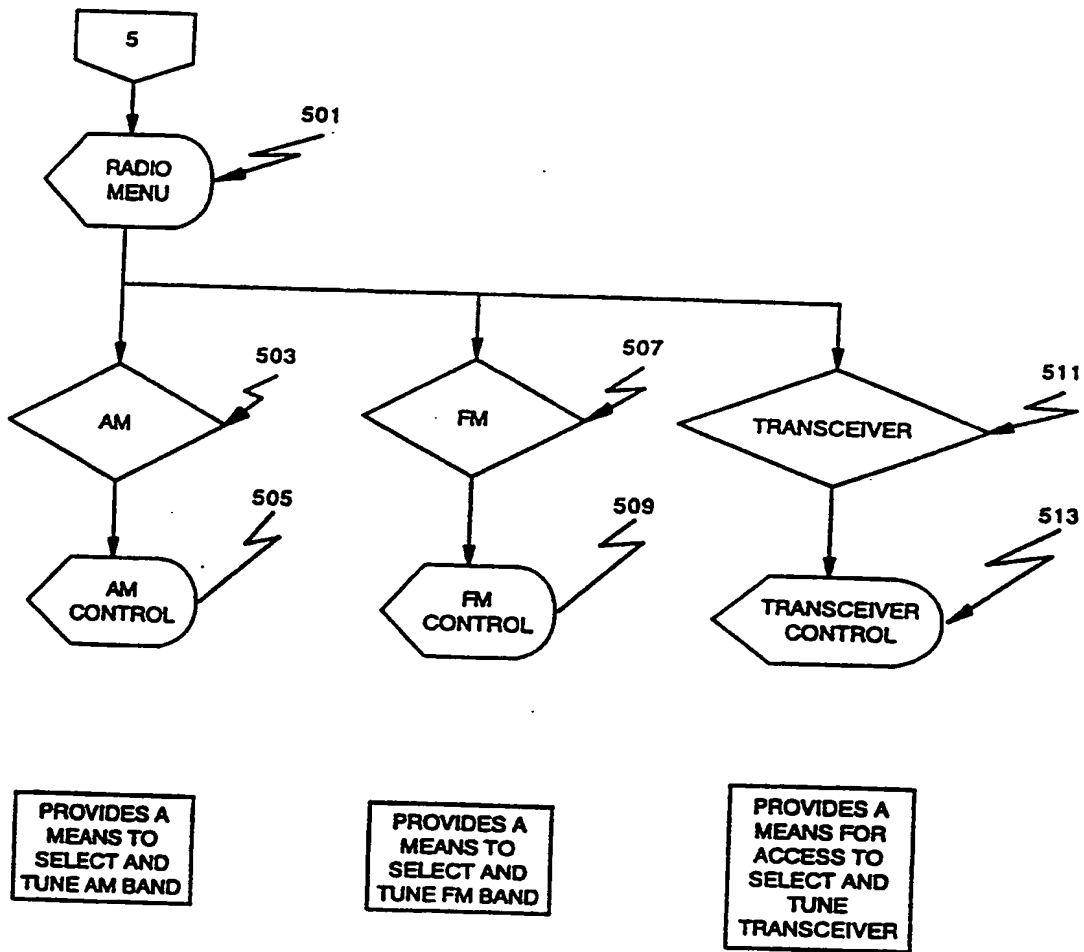 5
501
RADIO
MENU
503
507
511
AM
FM
TRANSCEIVER
505
509
513
AM
CONTROL
FM
CONTROL
TRANSCEIVER
CONTROL
PROVIDES A
MEANS TO
SELECT AND
TUNE AM BAND
PROVIDES A
MEANS TO
SELECT AND
TUNE FM BAND
PROVIDES A
MEANS FOR
ACCESS TO
SELECT AND
TUNE
TRANSCEIVER